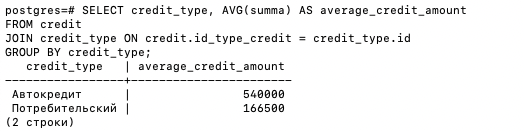 postgres=# SELECT credit_type, AVG(summa) AS average_credit_amount
FROM credit
JOIN credit_type ON credit.id_type_credit = credit_type.id
GROUP BY credit_type;
  credit_type   | average_credit_amount
----------------+-----------------------
 Автокредит     |                540000
 Потребительский |                166500
(2 строки)